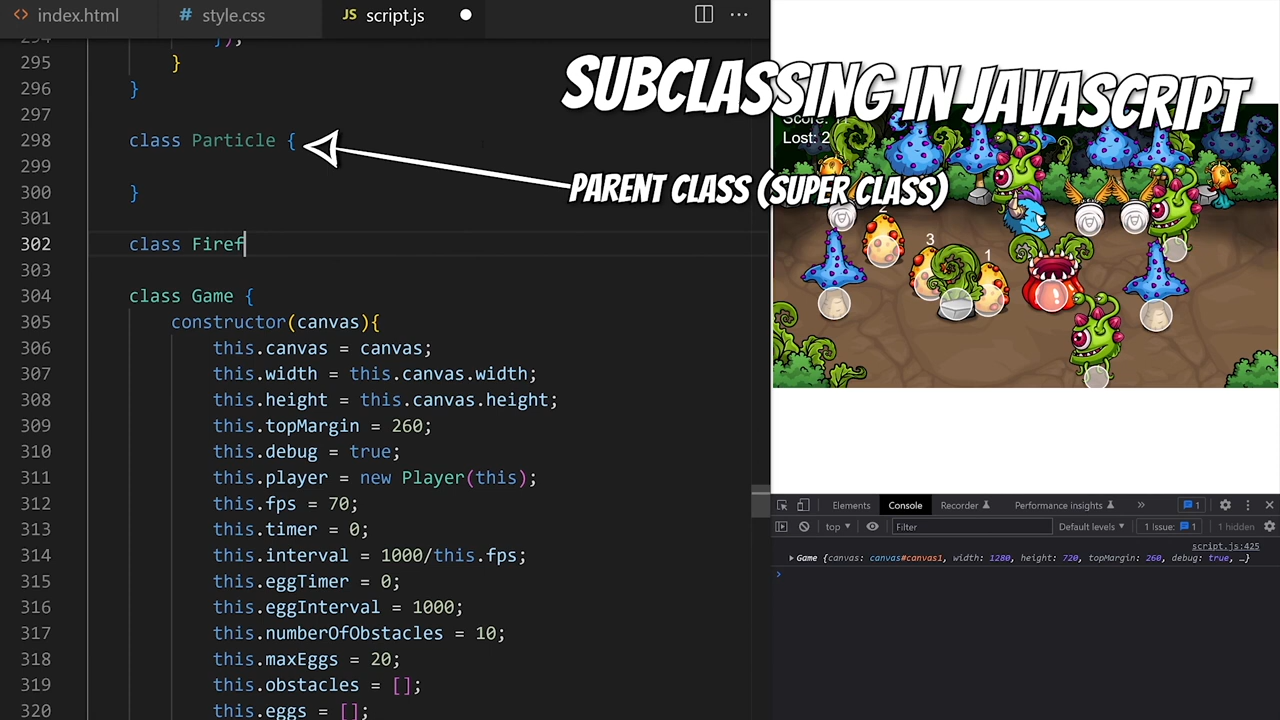 index.html
# style.css
JS script.js
294 });
295 }
296 }
297
298 class Particle {
299
300 }
301
302 class Firef
303
304 class Game {
305 constructor(canvas){
306 this.canvas = canvas;
307 this.width = this.canvas.width;
308 this.height = this.canvas.height;
309 this.topMargin = 260;
310 this.debug = true;
311 this.player = new Player(this);
312 this.fps = 70;
313 this.timer = 0;
314 this.interval = 1000/this.fps;
315 this.eggTimer = 0;
316 this.eggInterval = 1000;
317 this.numberOfObstacles = 10;
318 this.maxEggs = 20;
319 this.obstacles = [];
320 this.eggs = [];
SUBCLASSING IN JAVASCRIPT
PARENT CLASS (SUPER CLASS)
Score: 11
Lost: 2
2
3
1
Elements Console Recorder Performance insights » 1
top Filter Default levels 1 Issue: 1 1 hidden
script.js:425
Game {canvas: canvas#canvas1, width: 1280, height: 720, topMargin: 260, debug: true, …}